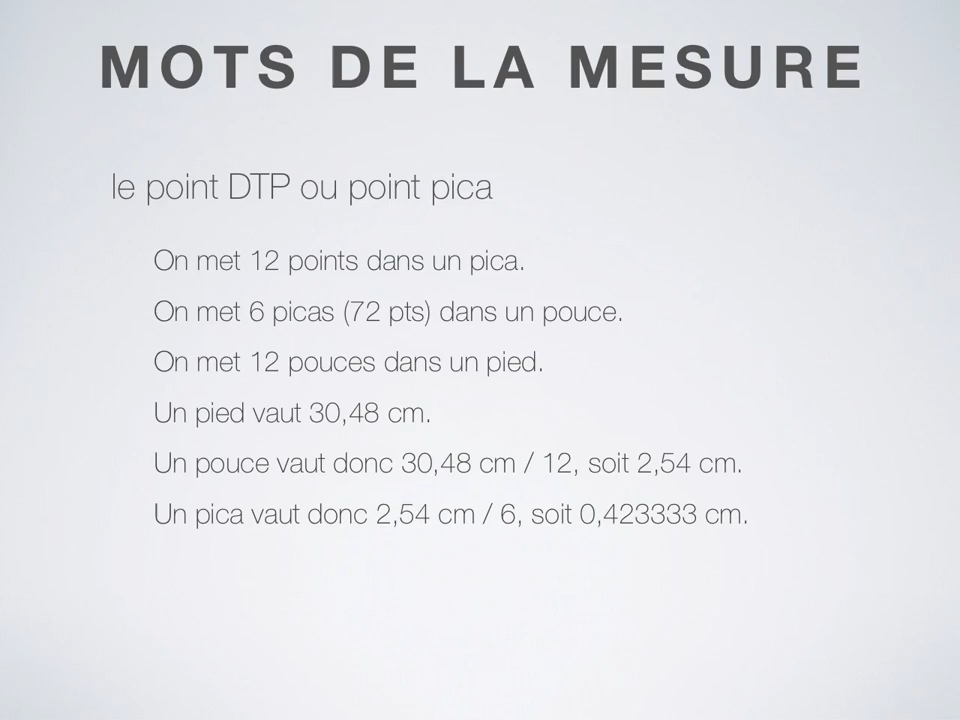 MOTS DE LA MESURE
le point DTP ou point pica
On met 12 points dans un pica.
On met 6 picas (72 pts) dans un pouce.
On met 12 pouces dans un pied.
Un pied vaut 30,48 cm.
Un pouce vaut donc 30,48 cm / 12, soit 2,54 cm.
Un pica vaut donc 2,54 cm / 6, soit 0,423333 cm.